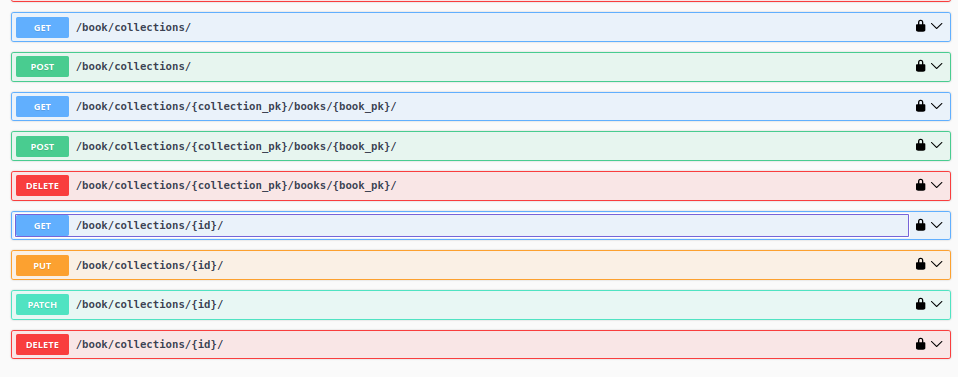 GET /book/collections/
POST /book/collections/
GET /book/collections/{collection_pk}/books/{book_pk}/
POST /book/collections/{collection_pk}/books/{book_pk}/
DELETE /book/collections/{collection_pk}/books/{book_pk}/
GET /book/collections/{id}/
PUT /book/collections/{id}/
PATCH /book/collections/{id}/
DELETE /book/collections/{id}/